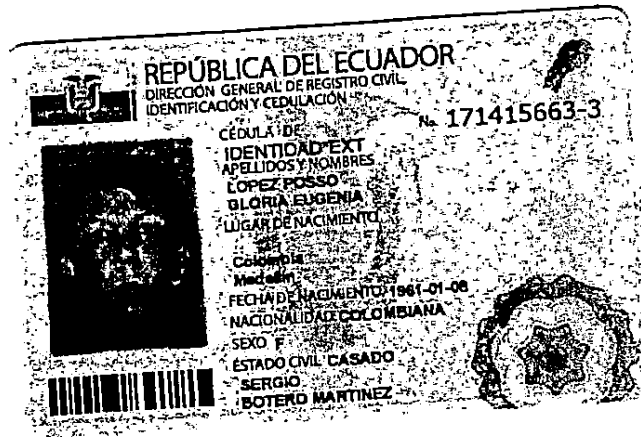 REPÚBLICA DEL ECUADOR
DIRECCIÓN GENERAL DE REGISTRO CIVIL,
IDENTIFICACIÓN Y CEDULACIÓN
No. 171415663-3
CÉDULA DE
IDENTIDAD EXT
APELLIDOS Y NOMBRES
LOPEZ POSSO
GLORIA EUGENIA
LUGAR DE NACIMIENTO
Colombia
Medellin
FECHA DE NACIMIENTO 1961-01-08
NACIONALIDAD COLOMBIANA
SEXO F
ESTADO CIVIL CASADO
SERGIO
BOTERO MARTINEZ